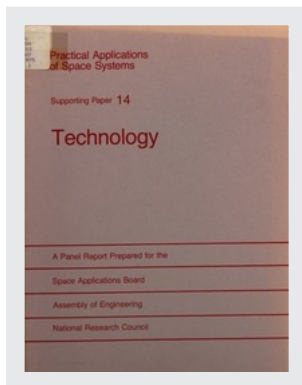 Practical Applications
of Space Systems
Supporting Paper 14
Technology
A Panel Report Prepared for the
Space Applications Board
Assembly of Engineering
National Research Council